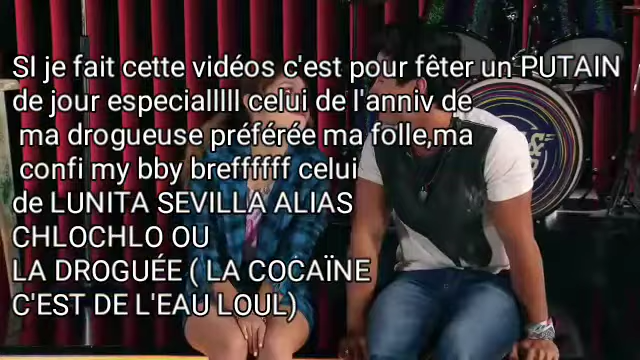 SI je fait cette vidéos c'est pour fêter un PUTAIN
de jour especialllll celui de l'anniv de
ma drogueuse préférée ma folle,ma
confi my bby breffffff celui
de LUNITA SEVILLA ALIAS
CHLOCHLO OU
LA DROGUÉE ( LA COCAÏNE
C'EST DE L'EAU LOUL)